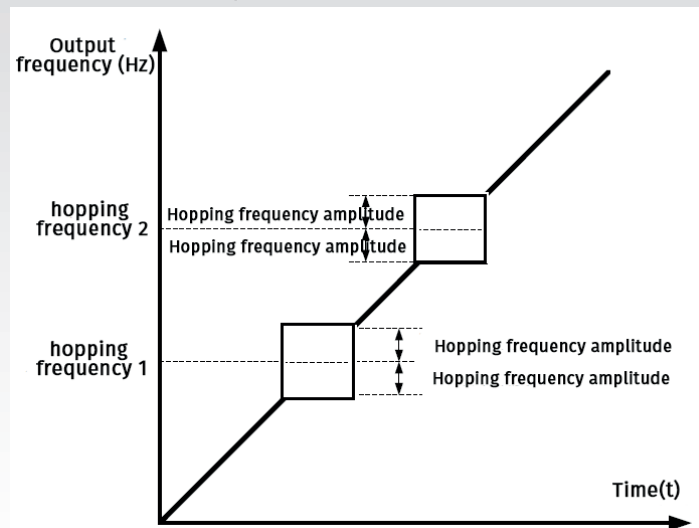 Output
frequency (Hz)
hopping
frequency 2
Hopping frequency amplitude
Hopping frequency amplitude
hopping
frequency 1
Hopping frequency amplitude
Hopping frequency amplitude
Time(t)